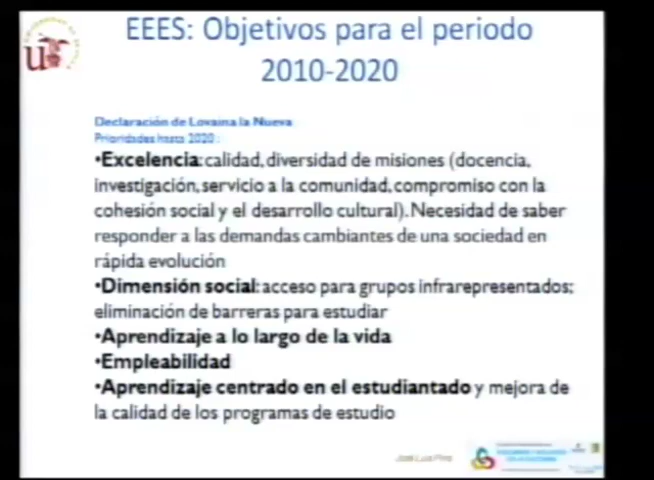 EEES: Objetivos para el periodo
2010-2020
Declaración de Lovaina la Nueva
Prioridades hasta 2020:
•Excelencia: calidad, diversidad de misiones (docencia,
investigación, servicio a la comunidad, compromiso con la
cohesión social y el desarrollo cultural). Necesidad de saber
responder a las demandas cambiantes de una sociedad en
rápida evolución
•Dimensión social: acceso para grupos infrarepresentados;
eliminación de barreras para estudiar
•Aprendizaje a lo largo de la vida
•Empleabilidad
•Aprendizaje centrado en el estudiantado y mejora de
la calidad de los programas de estudio